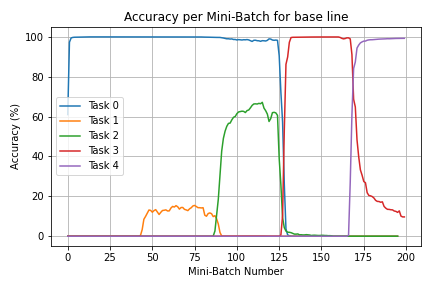 Accuracy per Mini-Batch for base line
Accuracy (%)
100
80
60
40
20
0
Task 0
Task 1
Task 2
Task 3
Task 4
0 25 50 75 100 125 150 175 200
Mini-Batch Number